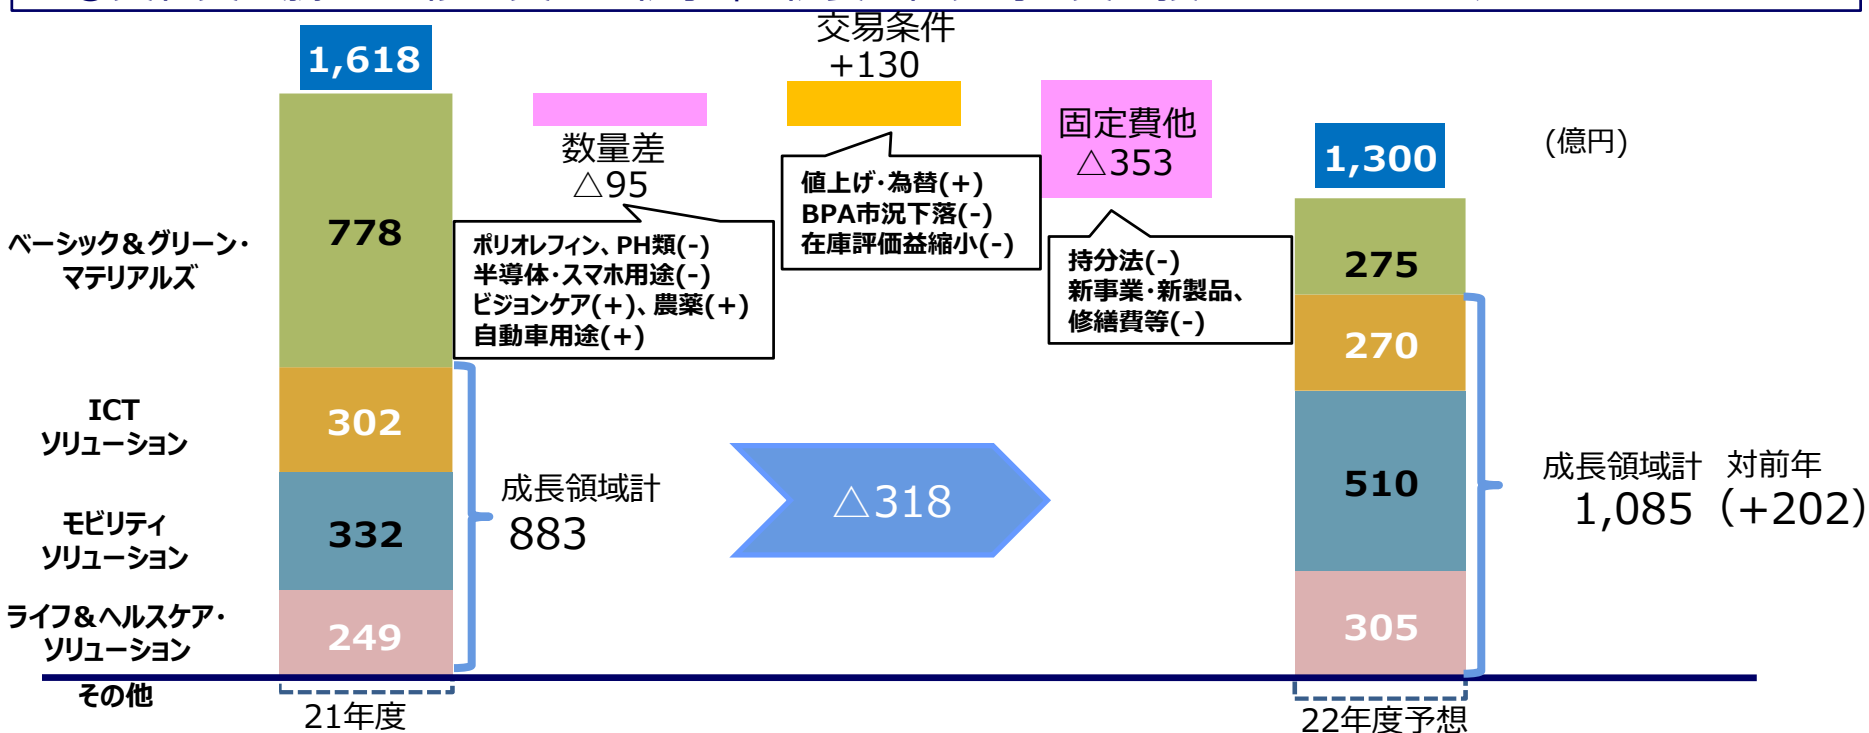 1,618
交易条件
+130
数量差
△95
固定費他
△353
1,300
(億円)
ポリオレフィン、PH類(-)
半導体・スマホ用途(-)
ビジョンケア(+)、農薬(+)
自動車用途(+)
値上げ・為替(+)
BPA市況下落(-)
在庫評価益縮小(-)
持分法(-)
新事業・新製品、
修繕費等(-)
ベーシック&グリーン・
マテリアルズ
778
275
ICT
ソリューション
302
270
モビリティ
ソリューション
332
510
ライフ&ヘルスケア・
ソリューション
249
305
その他
成長領域計
883
△318
成長領域計 対前年
1,085 (+202)
21年度
22年度予想